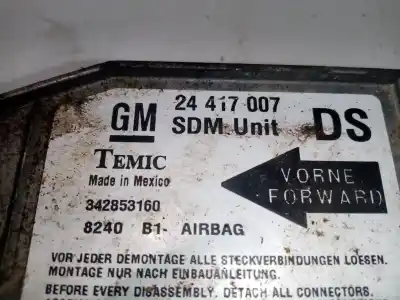 GM
24 417 007
SDM Unit
DS
TEMIC
Made in Mexico
VORNE
FORWARD
342853160
8240 B1- AIRBAG
VOR JEDER DEMONTAGE ALLE STECKVERBINDUNGEN LOESEN.
MONTAGE NUR NACH EINBAUANLEITUNG.
BEFORE EVERY DISASSEMBLY, DETACH ALL CONNECTORS.